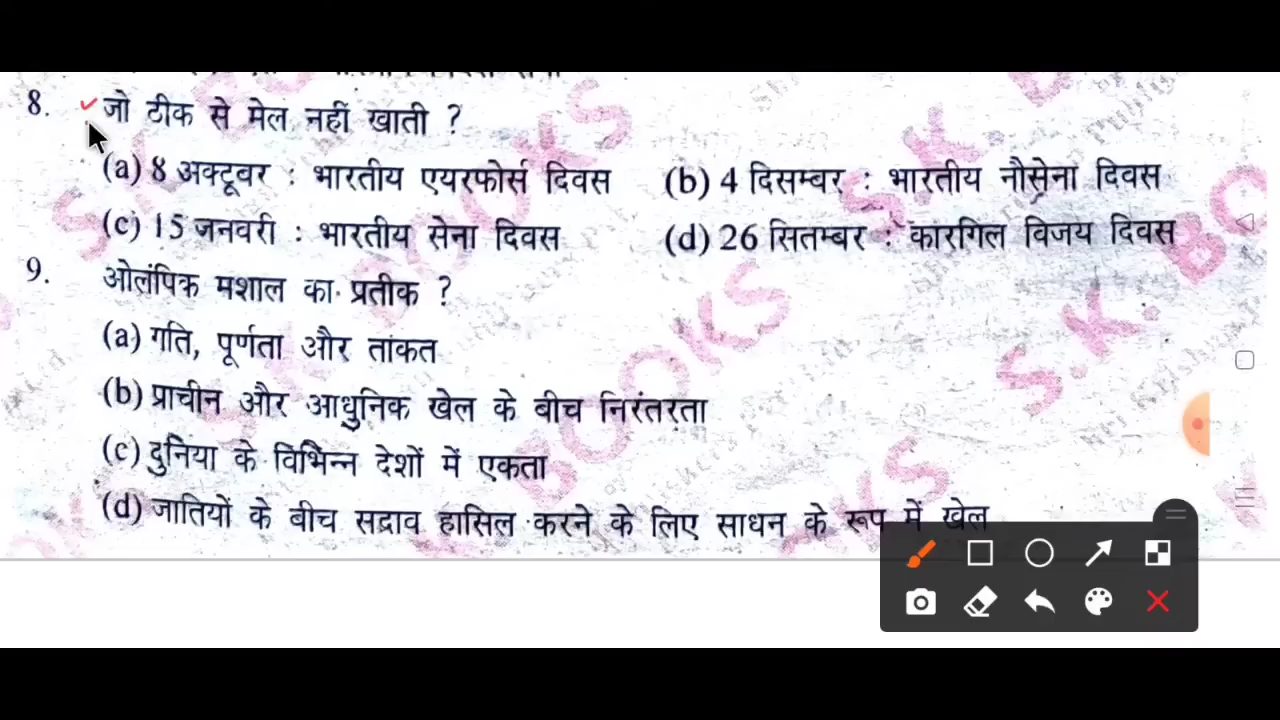 8. जो ठीक से मेल नहीं खाती ?
(a) 8 अक्टूबर : भारतीय एयरफोर्स दिवस (b) 4 दिसम्बर : भारतीय नौसेना दिवस
(c) 15 जनवरी : भारतीय सेना दिवस (d) 26 सितम्बर : कारगिल विजय दिवस
9. ओलंपिक मशाल का प्रतीक ?
(a) गति, पूर्णता और तांकत
(b) प्राचीन और आधुनिक खेल के बीच निरंतरता
(c) दुनिया के विभिन्न देशों में एकता
(d) जातियों के बीच सद्भाव हासिल करने के लिए साधन के रूप में खेल
S.K. BOOKS